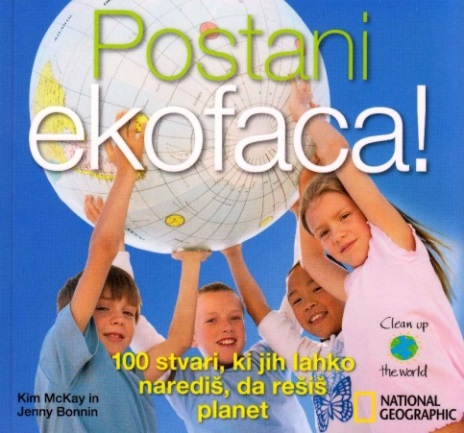 Postani
ekofaca!
100 stvari, ki jih lahko
narediš, da rešiš
planet
Kim McKay in
Jenny Bonnin
Clean up
the world
NATIONAL
GEOGRAPHIC